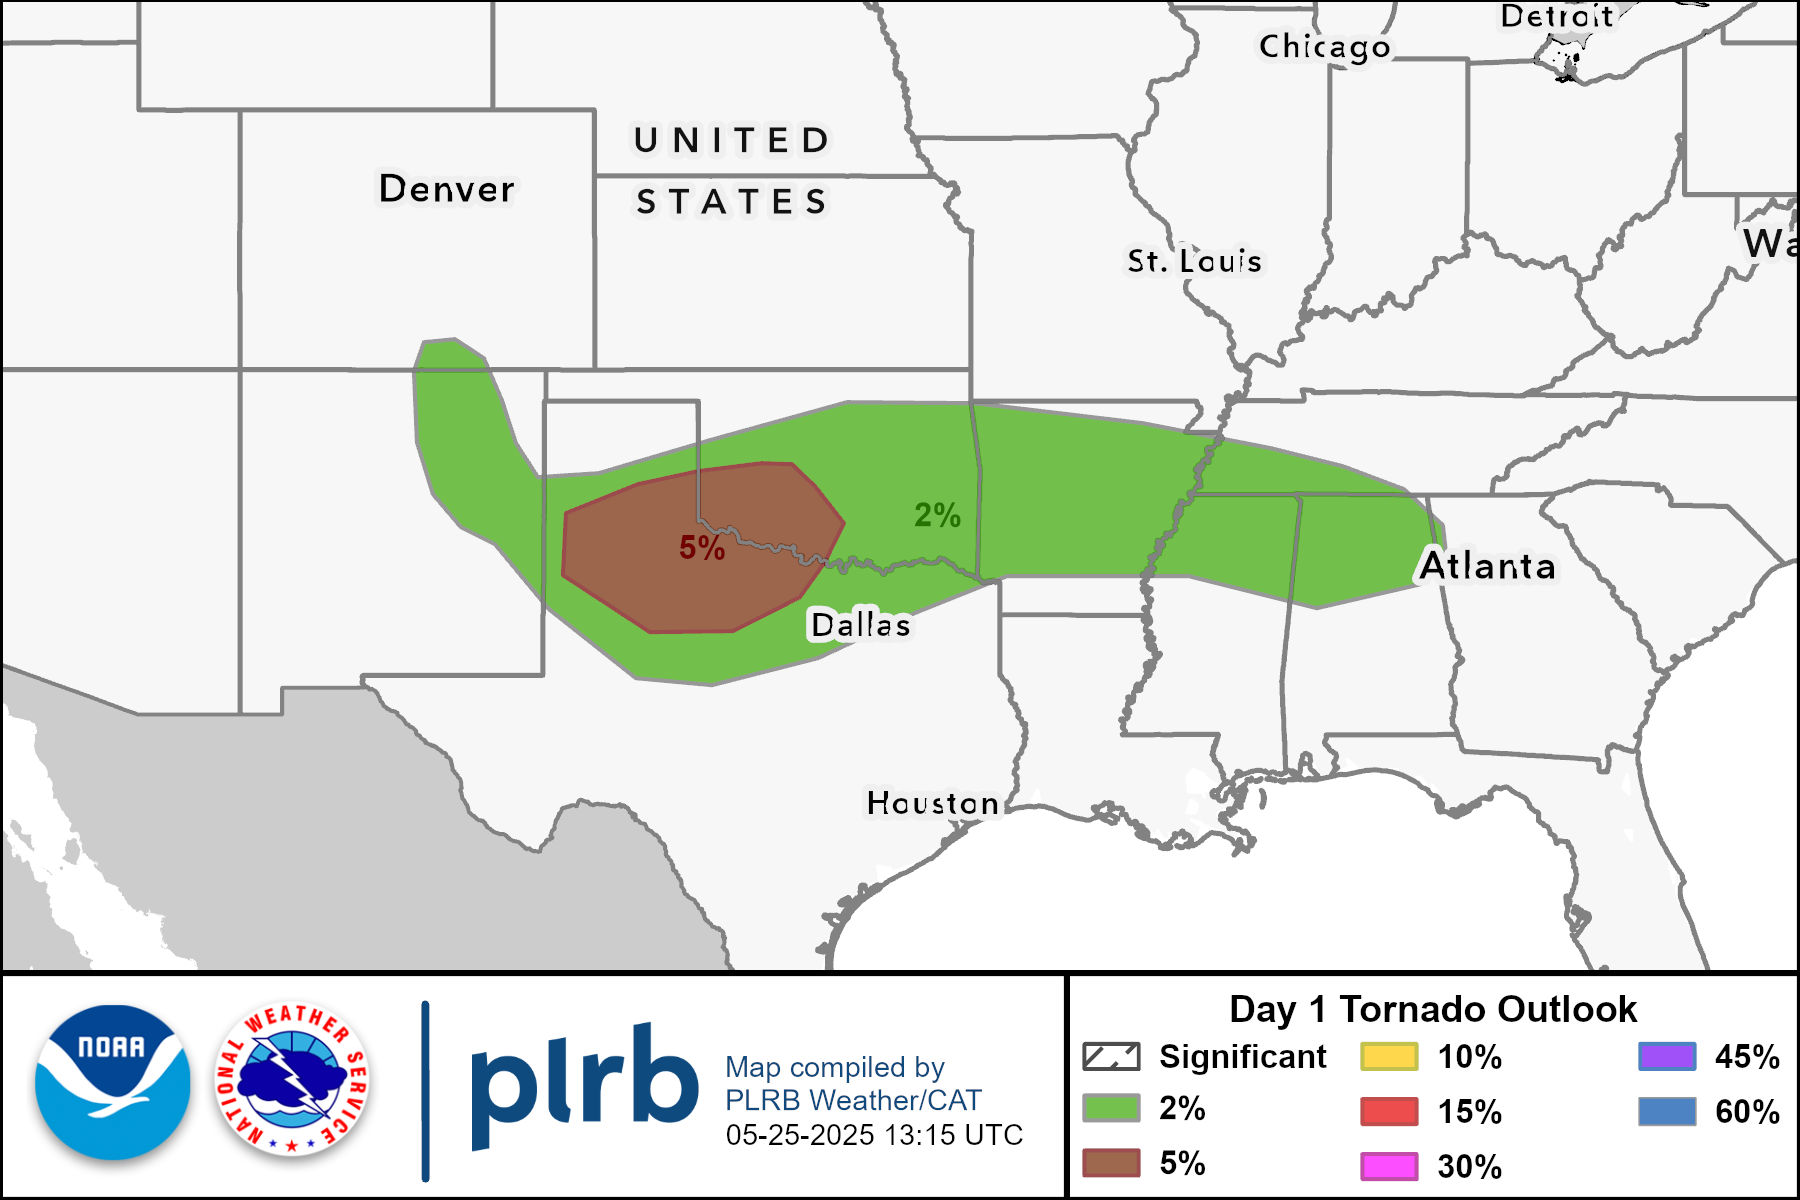 Detroit
Chicago
UNITED
STATES
Denver
St. Louis
Wa
2%
5%
Atlanta
Dallas
Houston
NOAA
NATIONAL WEATHER SERVICE
plrb
Map compiled by
PLRB Weather/CAT
05-25-2025 13:15 UTC
Day 1 Tornado Outlook
Significant
2%
5%
10%
15%
30%
45%
60%